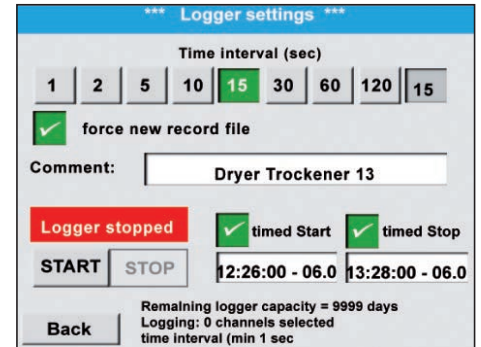 *** Logger settings ***
Time interval (sec)
1 2 5 10 15 30 60 120 15
force new record file
Comment: Dryer Trockener 13
Logger stopped timed Start timed Stop
START STOP 12:26:00 - 06.0 13:28:00 - 06.0
Remaining logger capacity = 9999 days
Back Logging: 0 channels selected
time interval (min 1 sec